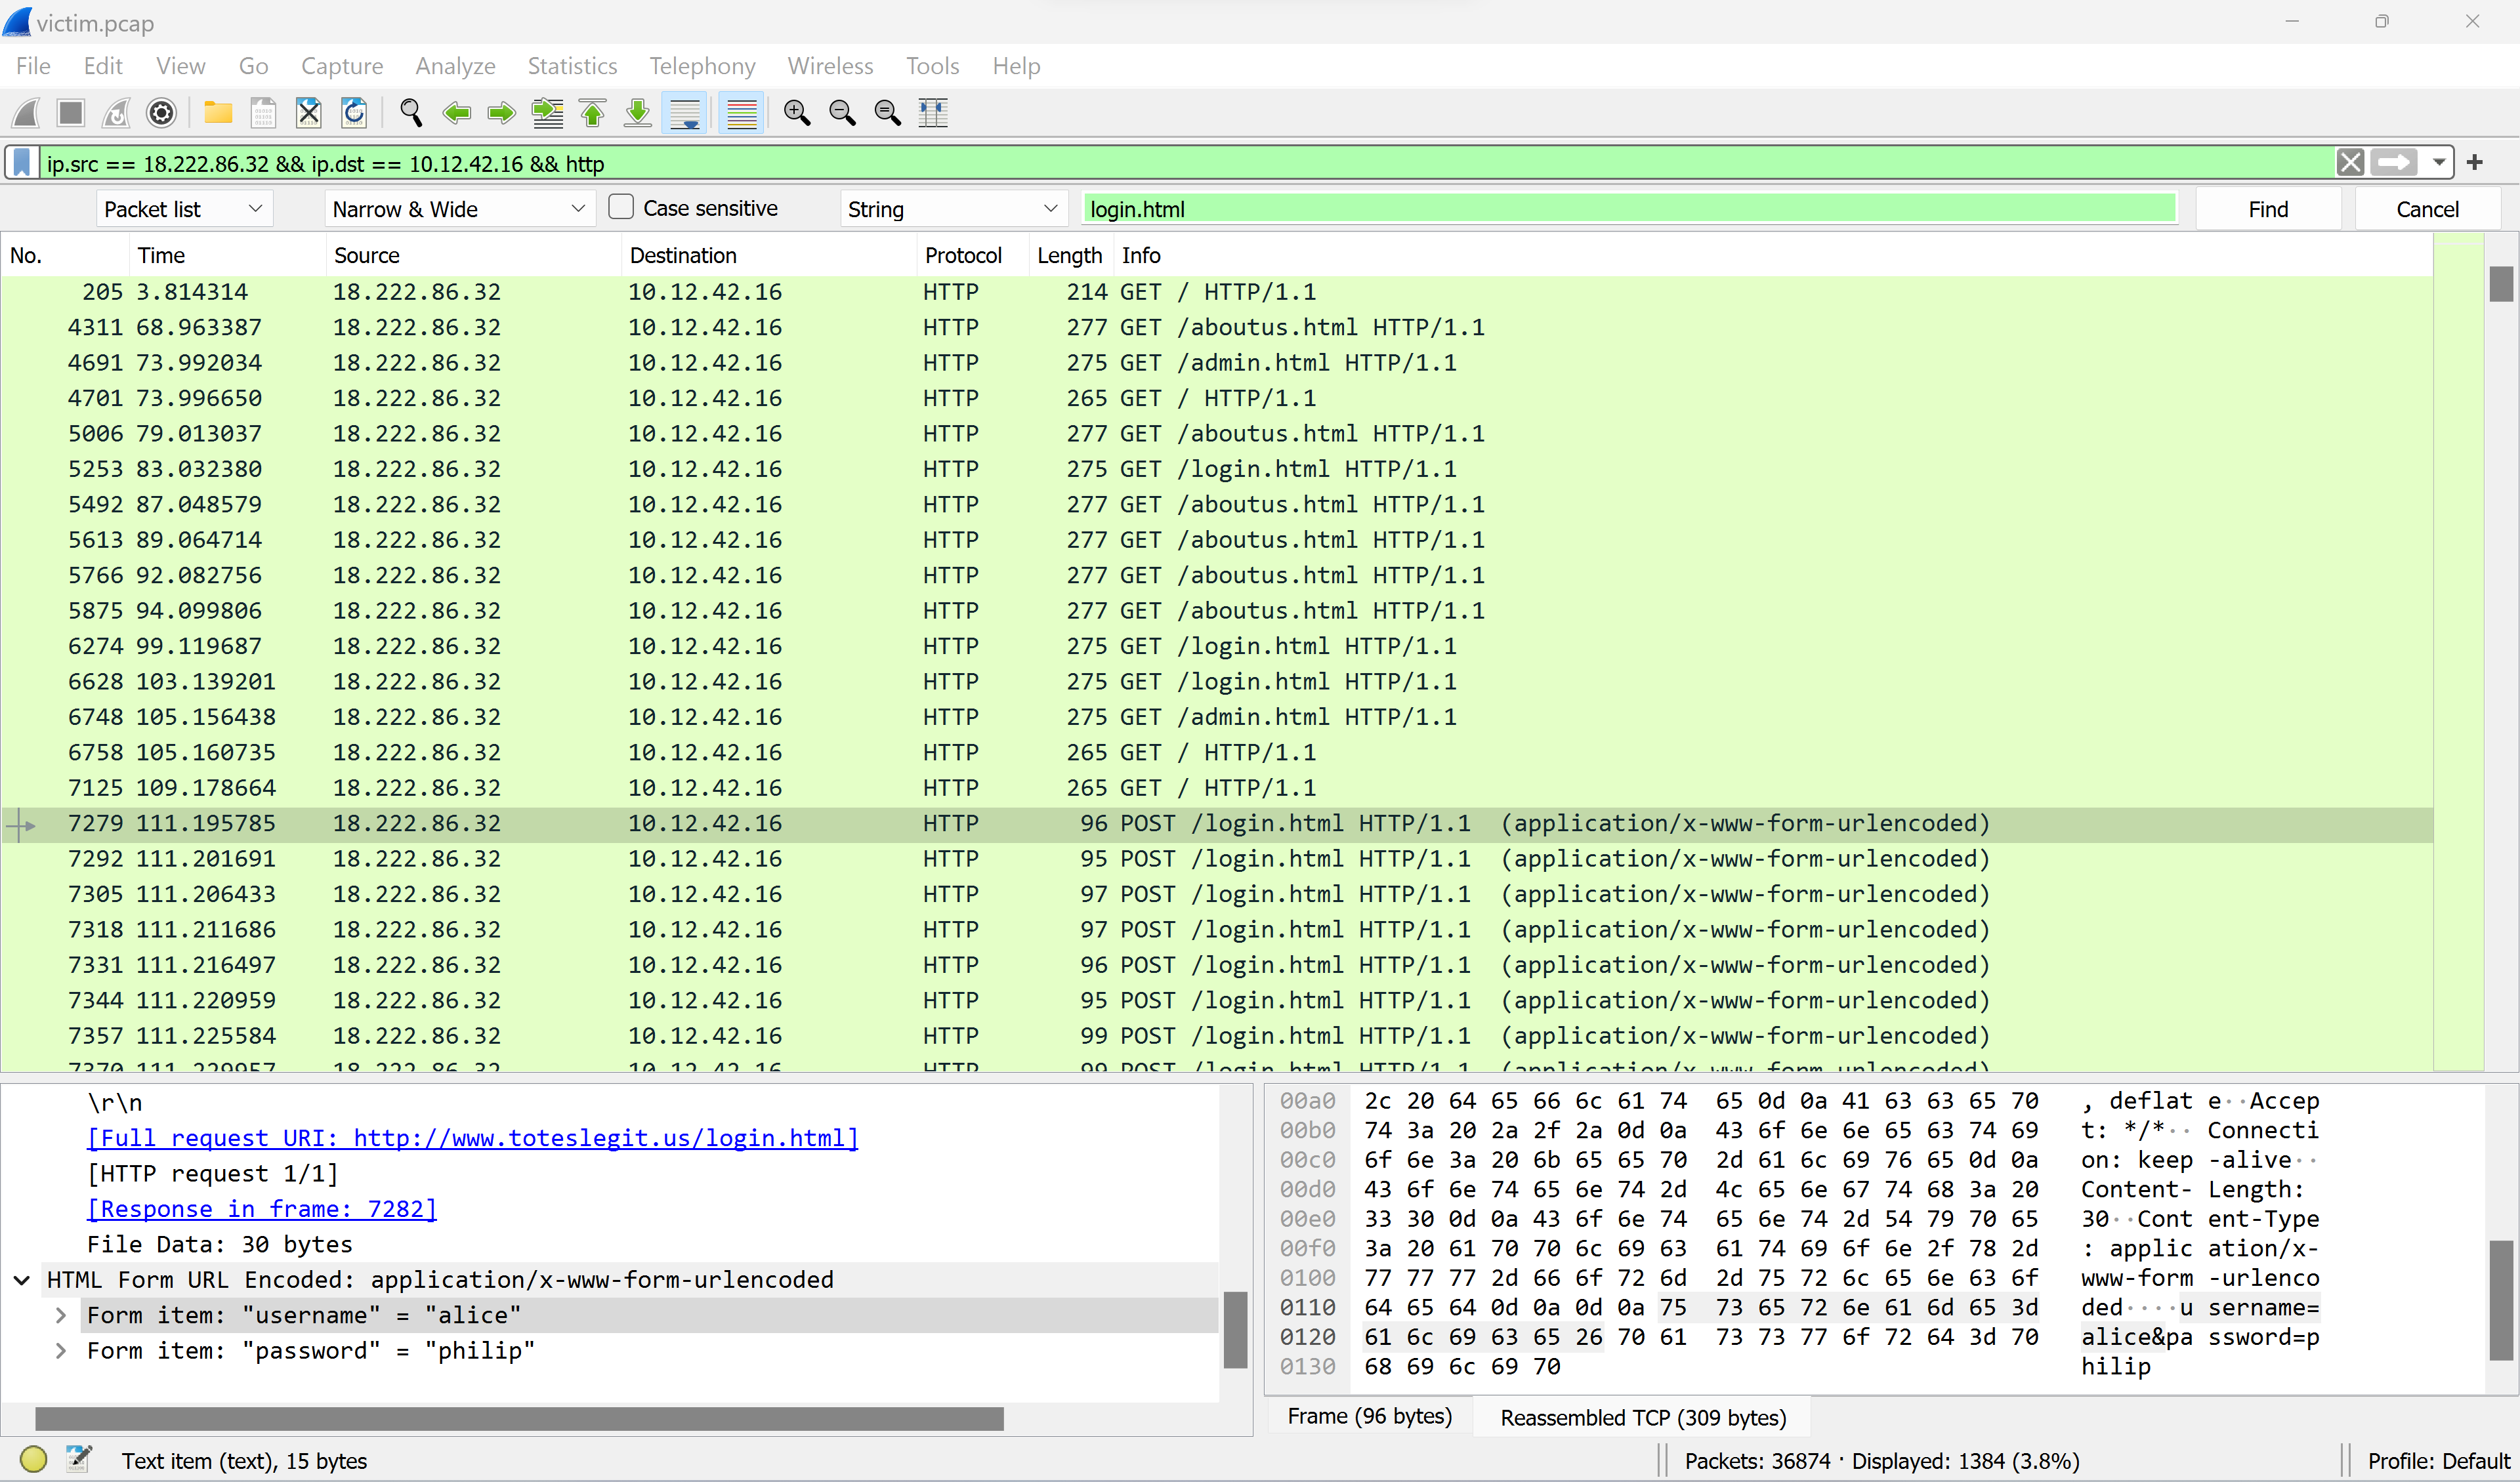 victim.pcap
File Edit View Go Capture Analyze Statistics Telephony Wireless Tools Help
ip.src == 18.222.86.32 && ip.dst == 10.12.42.16 && http
Packet list Narrow & Wide Case sensitive String login.html Find Cancel
No. Time Source Destination Protocol Length Info
205 3.814314 18.222.86.32 10.12.42.16 HTTP 214 GET / HTTP/1.1
4311 68.963387 18.222.86.32 10.12.42.16 HTTP 277 GET /aboutus.html HTTP/1.1
4691 73.992034 18.222.86.32 10.12.42.16 HTTP 275 GET /admin.html HTTP/1.1
4701 73.996650 18.222.86.32 10.12.42.16 HTTP 265 GET / HTTP/1.1
5006 79.013037 18.222.86.32 10.12.42.16 HTTP 277 GET /aboutus.html HTTP/1.1
5253 83.032380 18.222.86.32 10.12.42.16 HTTP 275 GET /login.html HTTP/1.1
5492 87.048579 18.222.86.32 10.12.42.16 HTTP 277 GET /aboutus.html HTTP/1.1
5613 89.064714 18.222.86.32 10.12.42.16 HTTP 277 GET /aboutus.html HTTP/1.1
5766 92.082756 18.222.86.32 10.12.42.16 HTTP 277 GET /aboutus.html HTTP/1.1
5875 94.099806 18.222.86.32 10.12.42.16 HTTP 277 GET /aboutus.html HTTP/1.1
6274 99.119687 18.222.86.32 10.12.42.16 HTTP 275 GET /login.html HTTP/1.1
6628 103.139201 18.222.86.32 10.12.42.16 HTTP 275 GET /login.html HTTP/1.1
6748 105.156438 18.222.86.32 10.12.42.16 HTTP 275 GET /admin.html HTTP/1.1
6758 105.160735 18.222.86.32 10.12.42.16 HTTP 265 GET / HTTP/1.1
7125 109.178664 18.222.86.32 10.12.42.16 HTTP 265 GET / HTTP/1.1
7279 111.195785 18.222.86.32 10.12.42.16 HTTP 96 POST /login.html HTTP/1.1 (application/x-www-form-urlencoded)
7292 111.201691 18.222.86.32 10.12.42.16 HTTP 95 POST /login.html HTTP/1.1 (application/x-www-form-urlencoded)
7305 111.206433 18.222.86.32 10.12.42.16 HTTP 97 POST /login.html HTTP/1.1 (application/x-www-form-urlencoded)
7318 111.211686 18.222.86.32 10.12.42.16 HTTP 97 POST /login.html HTTP/1.1 (application/x-www-form-urlencoded)
7331 111.216497 18.222.86.32 10.12.42.16 HTTP 96 POST /login.html HTTP/1.1 (application/x-www-form-urlencoded)
7344 111.220959 18.222.86.32 10.12.42.16 HTTP 95 POST /login.html HTTP/1.1 (application/x-www-form-urlencoded)
7357 111.225584 18.222.86.32 10.12.42.16 HTTP 99 POST /login.html HTTP/1.1 (application/x-www-form-urlencoded)
7370 111.229957 18.222.86.32 10.12.42.16 HTTP 99 POST /login.html HTTP/1.1 (application/x-www-form-urlencoded)
\r\n
[Full request URI: http://www.toteslegit.us/login.html]
[HTTP request 1/1]
[Response in frame: 7282]
File Data: 30 bytes
HTML Form URL Encoded: application/x-www-form-urlencoded
Form item: "username" = "alice"
Form item: "password" = "philip"
00a0 2c 20 64 65 66 6c 61 74 65 0d 0a 41 63 63 65 70 , deflat e··Accep
00b0 74 3a 20 2a 2f 2a 0d 0a 43 6f 6e 6e 65 63 74 69 t: */*·· Connecti
00c0 6f 6e 3a 20 6b 65 65 70 2d 61 6c 69 76 65 0d 0a on: keep -alive··
00d0 43 6f 6e 74 65 6e 74 2d 4c 65 6e 67 74 68 3a 20 Content- Length:
00e0 33 30 0d 0a 43 6f 6e 74 65 6e 74 2d 54 79 70 65 30··Cont ent-Type
00f0 3a 20 61 70 70 6c 69 63 61 74 69 6f 6e 2f 78 2d : applic ation/x-
0100 77 77 77 2d 66 6f 72 6d 2d 75 72 6c 65 6e 63 6f www-form -urlenco
0110 64 65 64 0d 0a 0d 0a 75 73 65 72 6e 61 6d 65 3d ded····u sername=
0120 61 6c 69 63 65 26 70 61 73 73 77 6f 72 64 3d 70 alice&pa ssword=p
0130 68 69 6c 69 70 hilip
Frame (96 bytes) Reassembled TCP (309 bytes)
Text item (text), 15 bytes Packets: 36874 · Displayed: 1384 (3.8%) Profile: Default